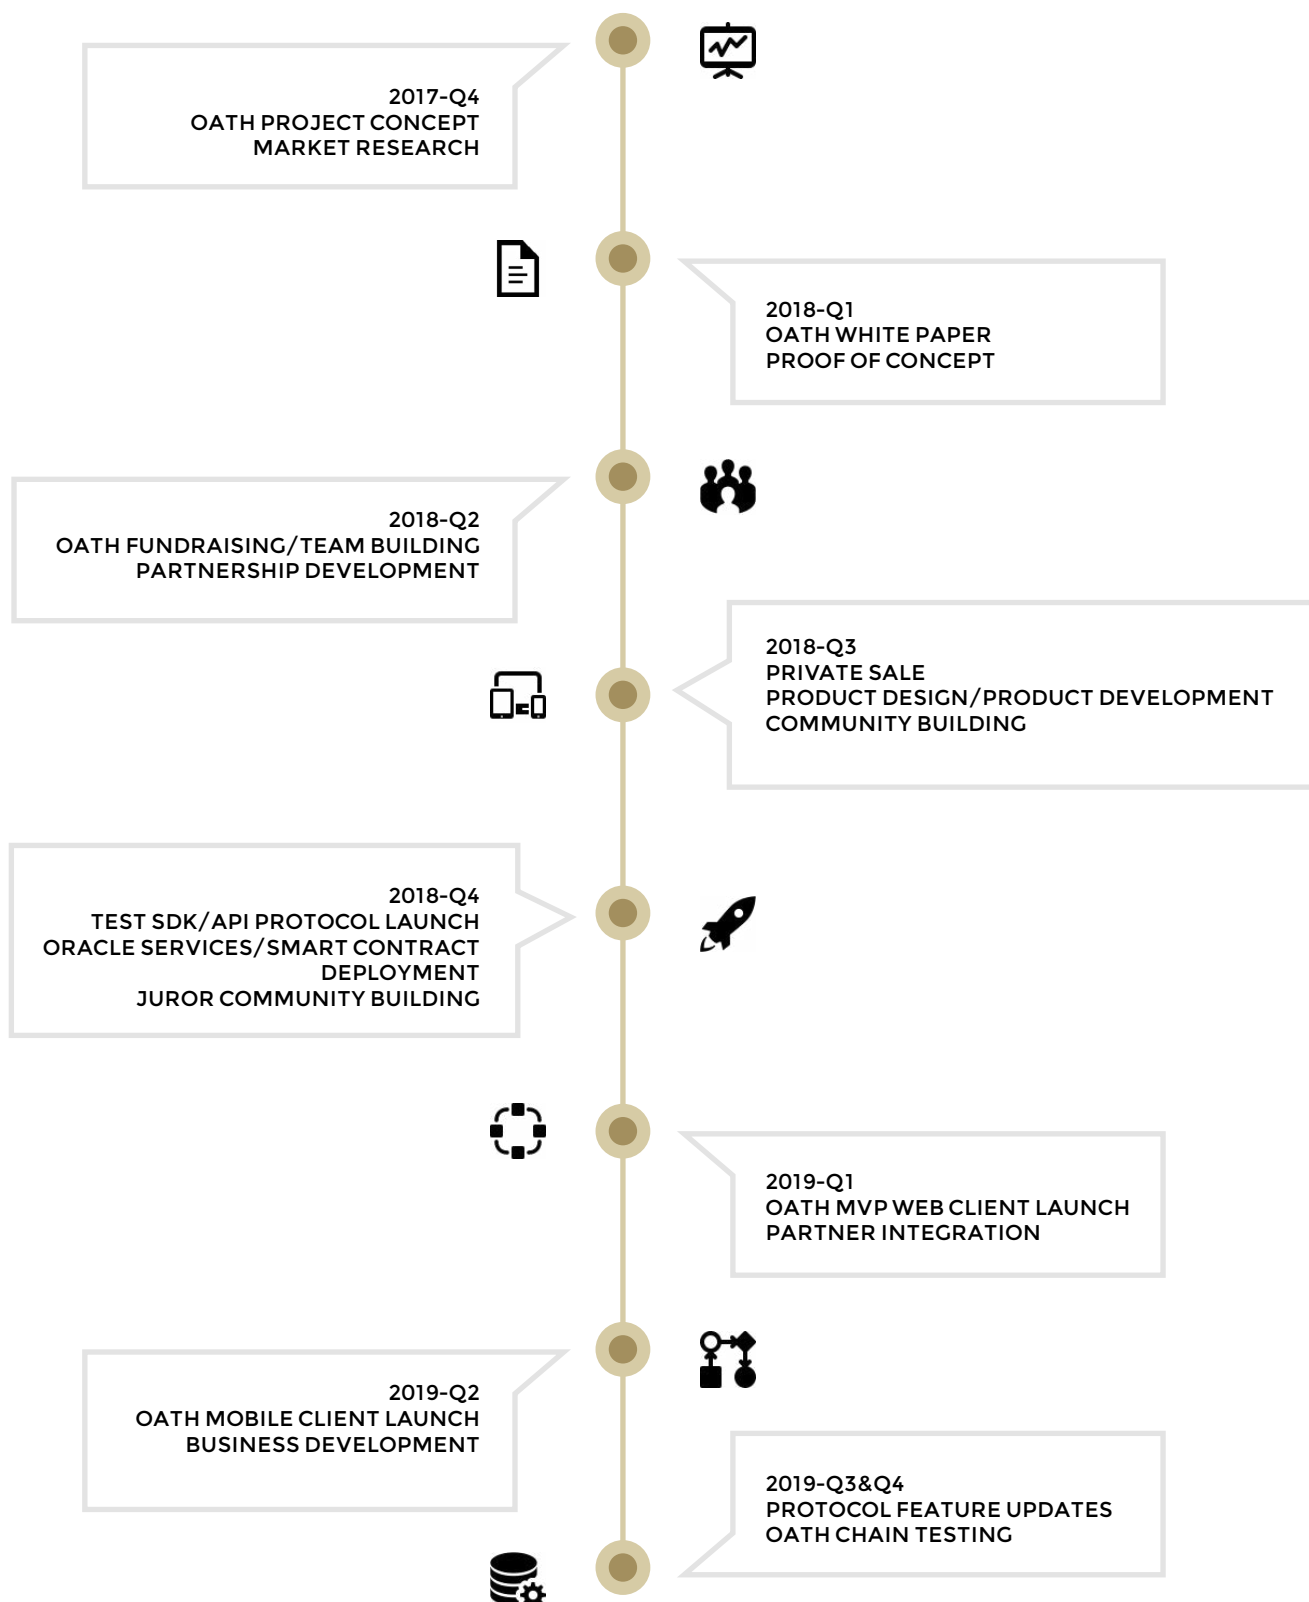 2017-Q4
OATH PROJECT CONCEPT
MARKET RESEARCH
2018-Q1
OATH WHITE PAPER
PROOF OF CONCEPT
2018-Q2
OATH FUNDRAISING/TEAM BUILDING
PARTNERSHIP DEVELOPMENT
2018-Q3
PRIVATE SALE
PRODUCT DESIGN/PRODUCT DEVELOPMENT
COMMUNITY BUILDING
2018-Q4
TEST SDK/API PROTOCOL LAUNCH
ORACLE SERVICES/SMART CONTRACT
DEPLOYMENT
JUROR COMMUNITY BUILDING
2019-Q1
OATH MVP WEB CLIENT LAUNCH
PARTNER INTEGRATION
2019-Q2
OATH MOBILE CLIENT LAUNCH
BUSINESS DEVELOPMENT
2019-Q3&Q4
PROTOCOL FEATURE UPDATES
OATH CHAIN TESTING